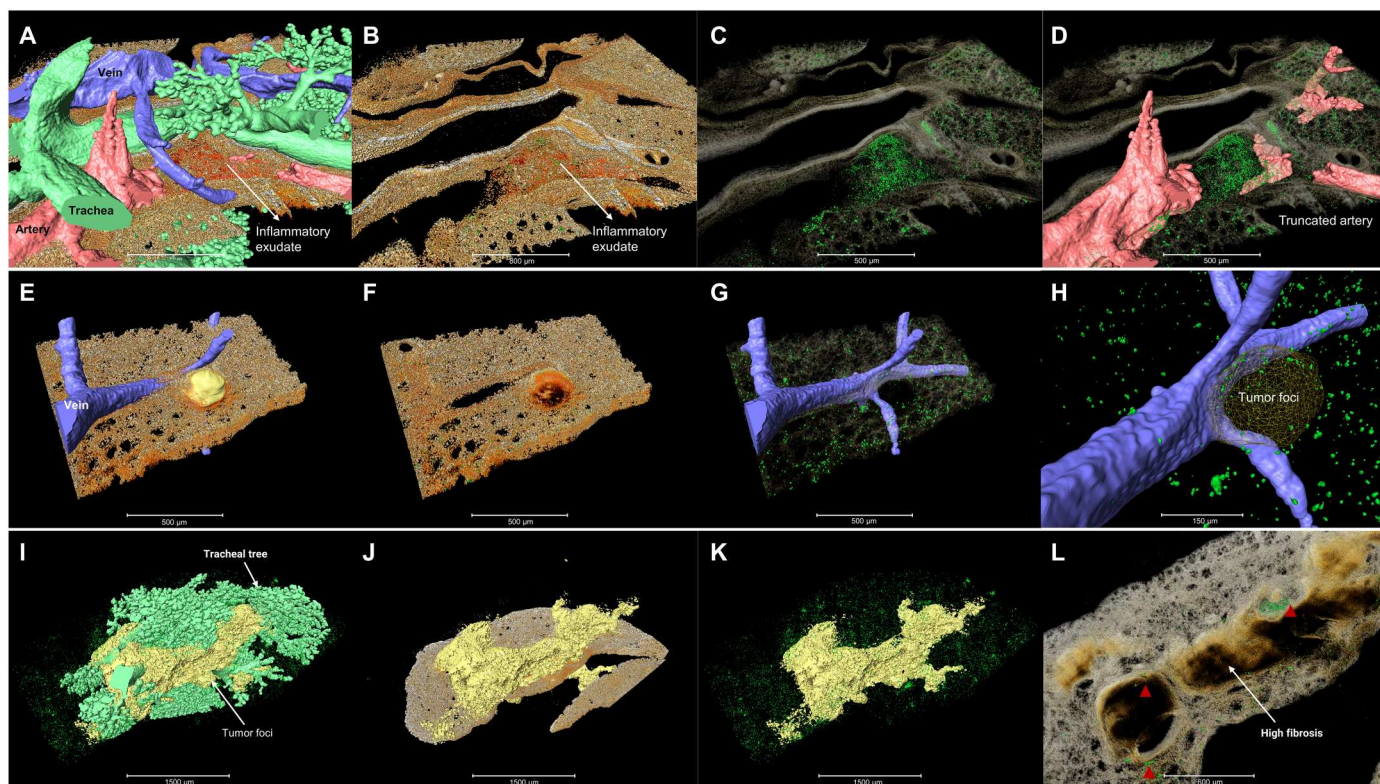 A
Vein
Trachea
Artery
Inflammatory
exudate
B
Inflammatory
exudate
800 µm
C
500 µm
D
Truncated artery
500 µm
E
Vein
500 µm
F
500 µm
G
500 µm
H
Tumor foci
150 µm
I
Tracheal tree
Tumor foci
1500 µm
J
1500 µm
K
1500 µm
L
High fibrosis
600 µm